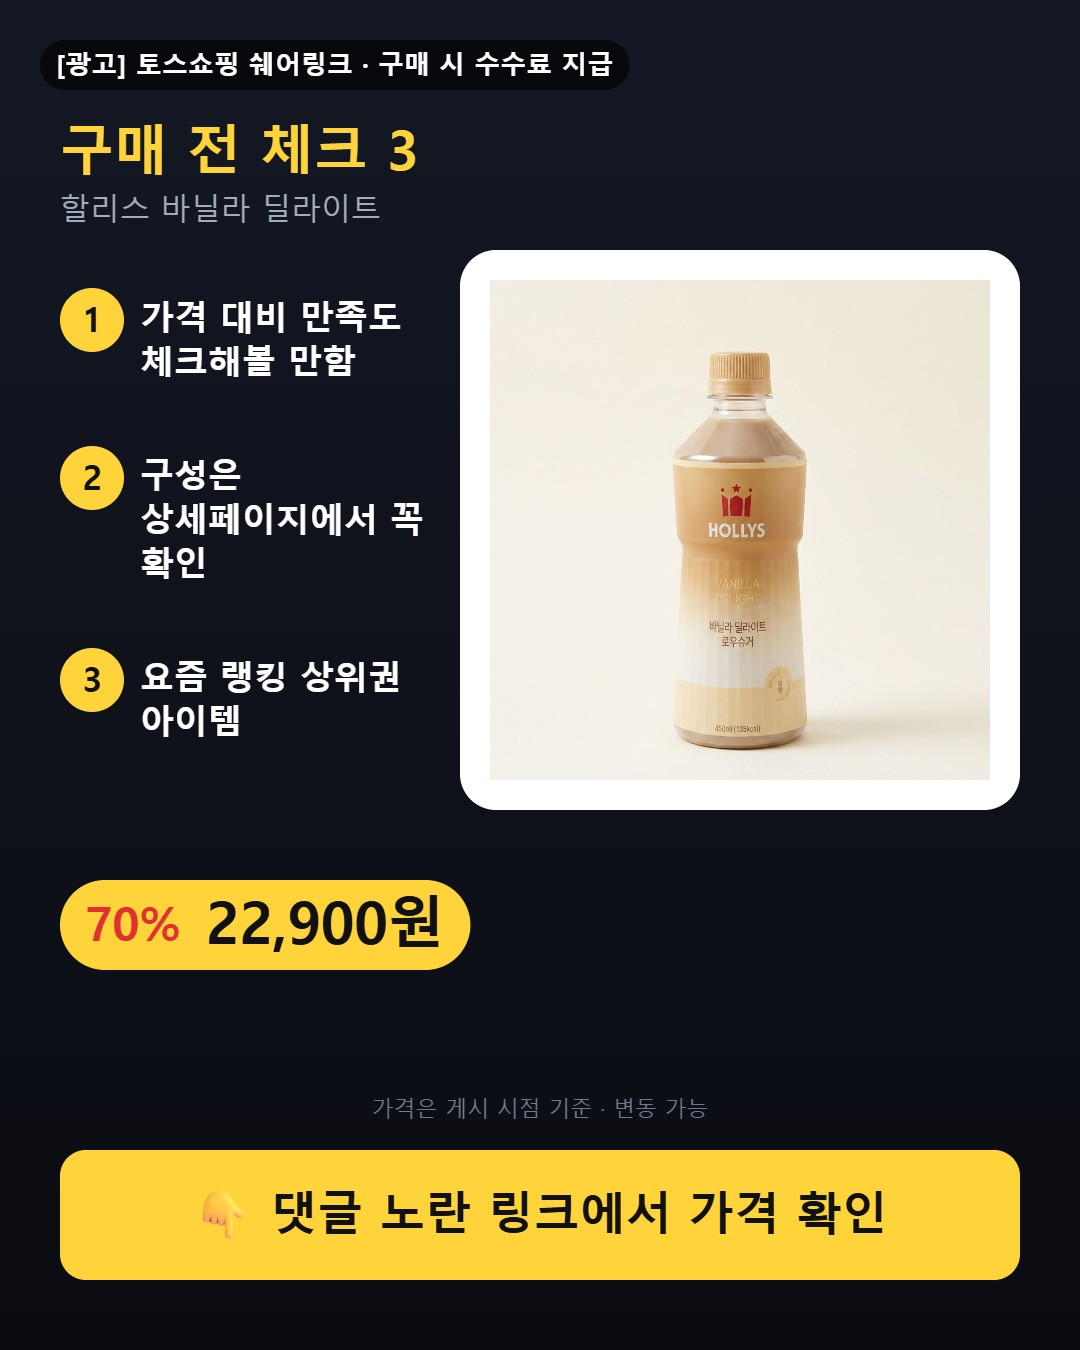 [광고] 토스쇼핑 쉐어링크 · 구매 시 수수료 지급
구매 전 체크 3
할리스 바닐라 딜라이트
1 가격 대비 만족도
체크해볼 만함
2 구성은
상세페이지에서 꼭
확인
3 요즘 랭킹 상위권
아이템
HOLLYS
VANILLA
DELIGHT
바닐라 딜라이트
로우슈거
450ml (135kcal)
70% 22,900원
가격은 게시 시점 기준 · 변동 가능
👇 댓글 노란 링크에서 가격 확인